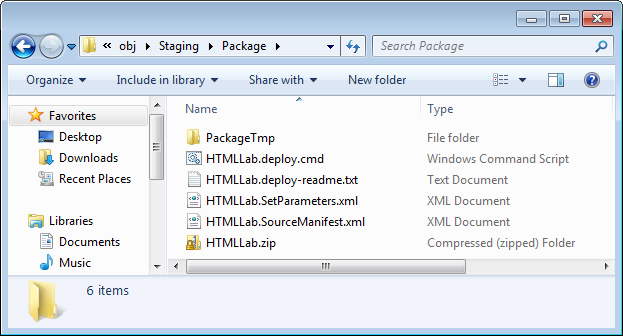 « obj Staging Package Search Package
Organize Include in library Share with New folder ?
Favorites
Desktop
Downloads
Recent Places
Libraries
Documents
Music
Name Type
PackageTmp File folder
HTMLLab.deploy.cmd Windows Command Script
HTMLLab.deploy-readme.txt Text Document
HTMLLab.SetParameters.xml XML Document
HTMLLab.SourceManifest.xml XML Document
HTMLLab.zip Compressed (zipped) Folder
6 items